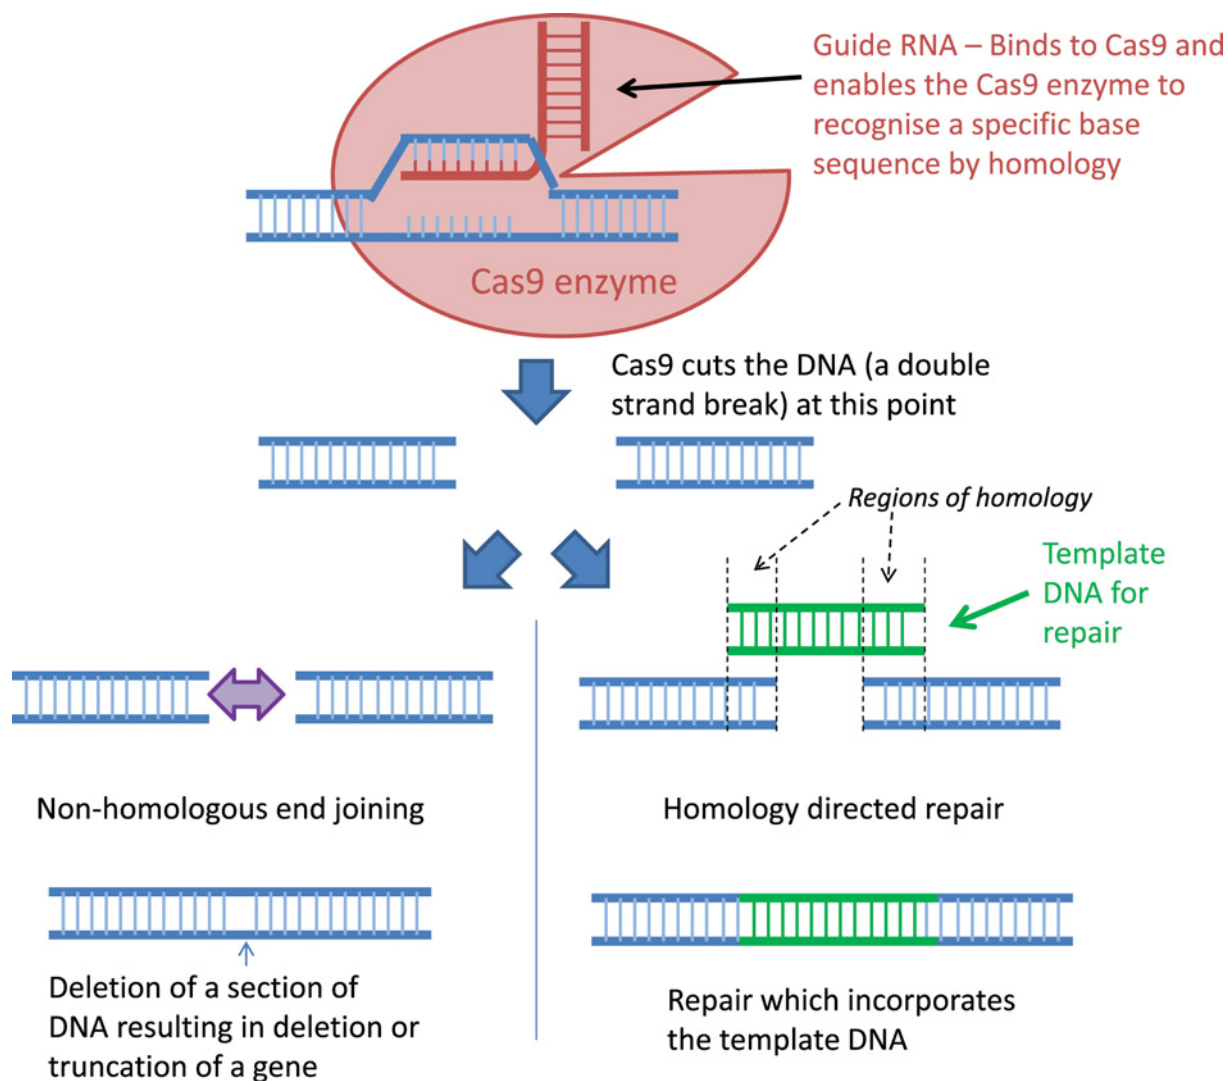 Guide RNA – Binds to Cas9 and
enables the Cas9 enzyme to
recognise a specific base
sequence by homology
Cas9 enzyme
Cas9 cuts the DNA (a double
strand break) at this point
Regions of homology
Template
DNA for
repair
Non-homologous end joining
Homology directed repair
Deletion of a section of
DNA resulting in deletion or
truncation of a gene
Repair which incorporates
the template DNA